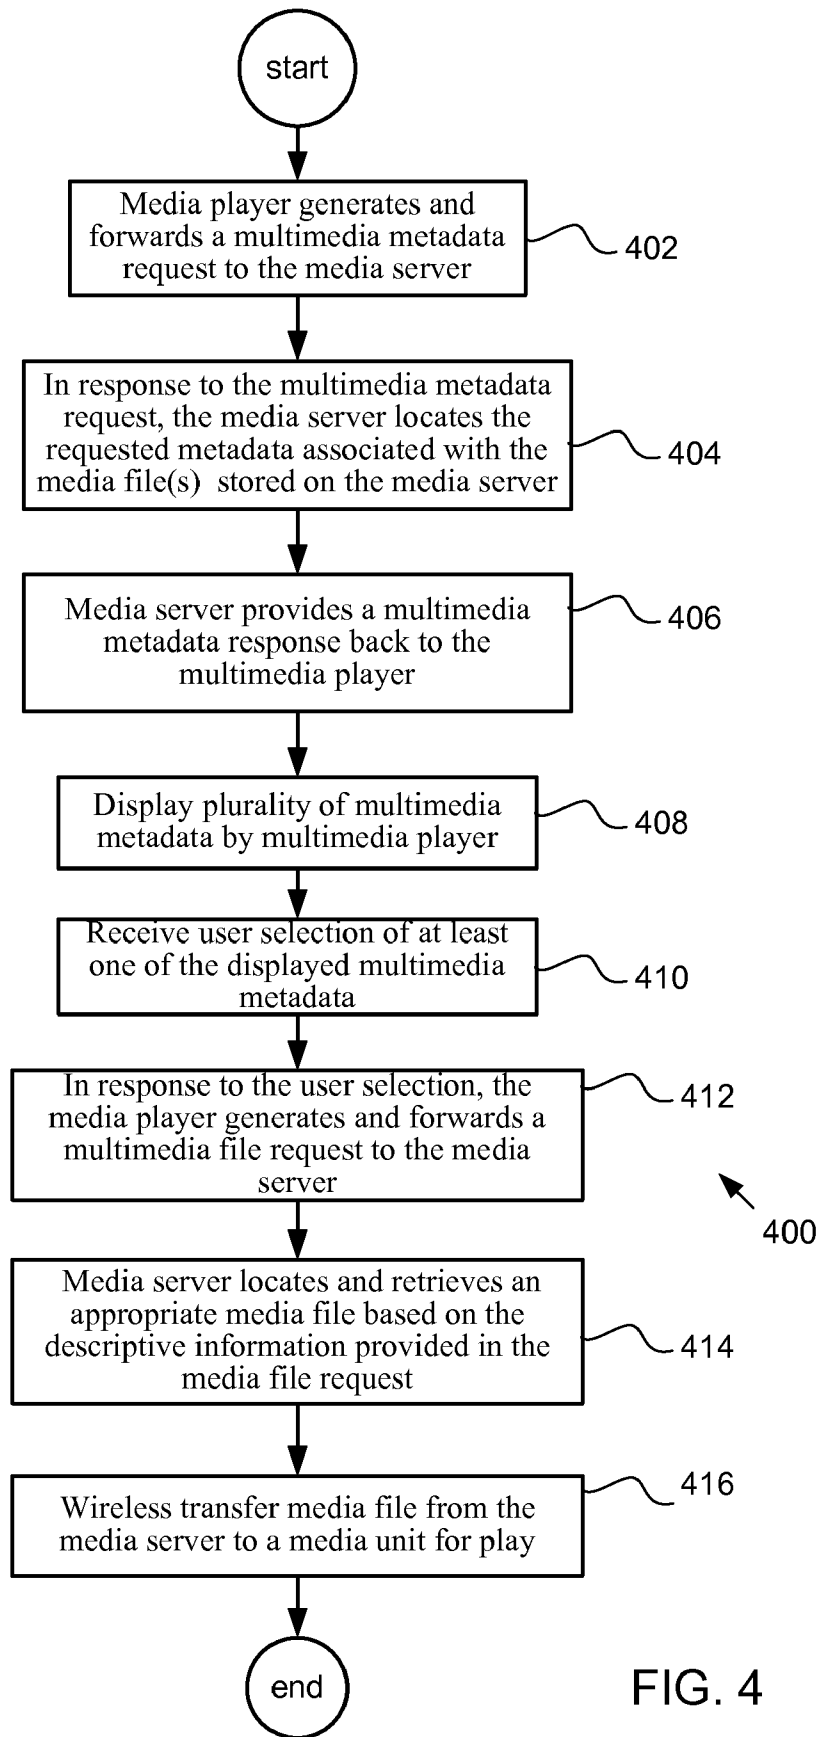 start
Media player generates and
forwards a multimedia metadata
request to the media server
402
In response to the multimedia metadata
request, the media server locates the
requested metadata associated with the
media file(s) stored on the media server
404
Media server provides a multimedia
metadata response back to the
multimedia player
406
Display plurality of multimedia
metadata by multimedia player
408
Receive user selection of at least
one of the displayed multimedia
metadata
410
In response to the user selection, the
media player generates and forwards a
multimedia file request to the media
server
412
400
Media server locates and retrieves an
appropriate media file based on the
descriptive information provided in the
media file request
414
Wireless transfer media file from the
media server to a media unit for play
416
end
FIG. 4